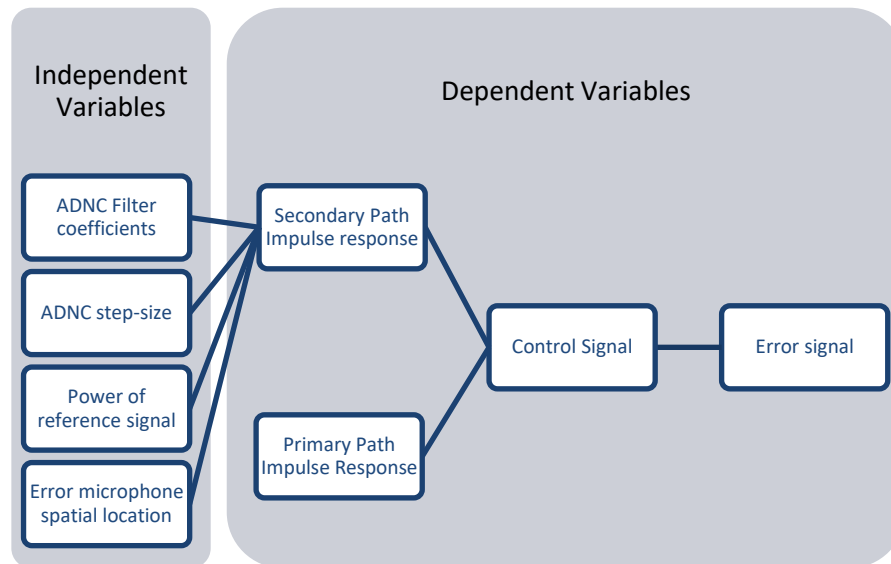 Independent
Variables
Dependent Variables
ADNC Filter
coefficients
ADNC step-size
Power of
reference signal
Error microphone
spatial location
Secondary Path
Impulse response
Primary Path
Impulse Response
Control Signal
Error signal